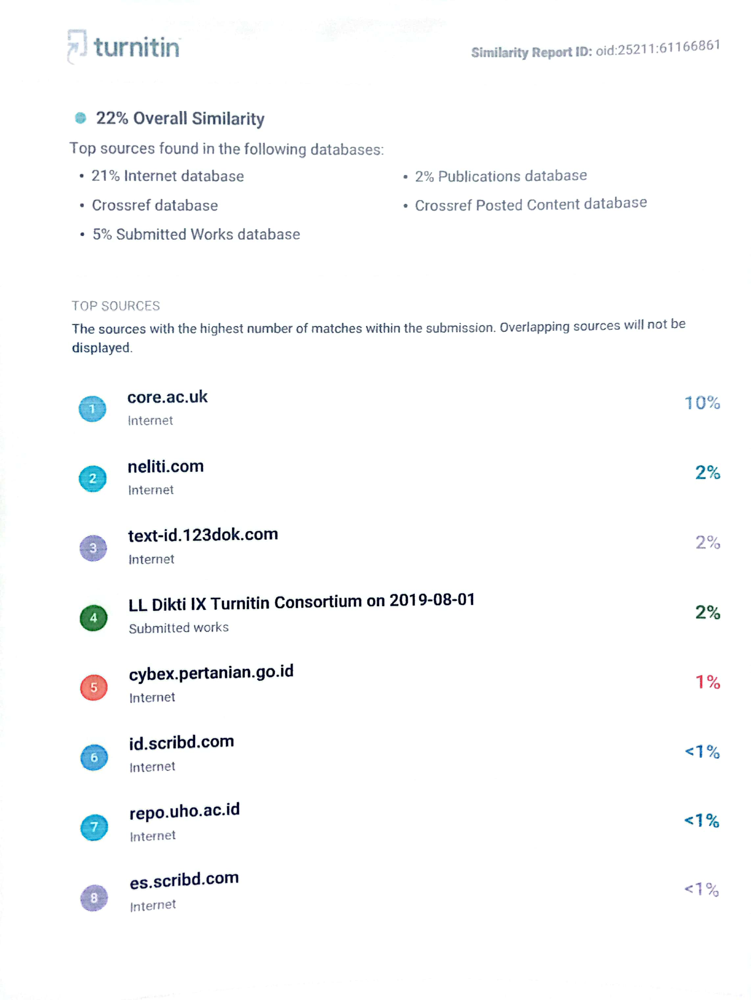 turnitin
Similarity Report ID: oid:25211:61166861
22% Overall Similarity
Top sources found in the following databases:
• 21% Internet database
• 2% Publications database
• Crossref database
• Crossref Posted Content database
• 5% Submitted Works database
TOP SOURCES
The sources with the highest number of matches within the submission. Overlapping sources will not be
displayed.
1
core.ac.uk
10%
Internet
2
neliti.com
2%
Internet
3
text-id.123dok.com
2%
Internet
4
LL Dikti IX Turnitin Consortium on 2019-08-01
2%
Submitted works
5
cybex.pertanian.go.id
1%
Internet
6
id.scribd.com
<1%
Internet
7
repo.uho.ac.id
<1%
Internet
8
es.scribd.com
<1%
Internet